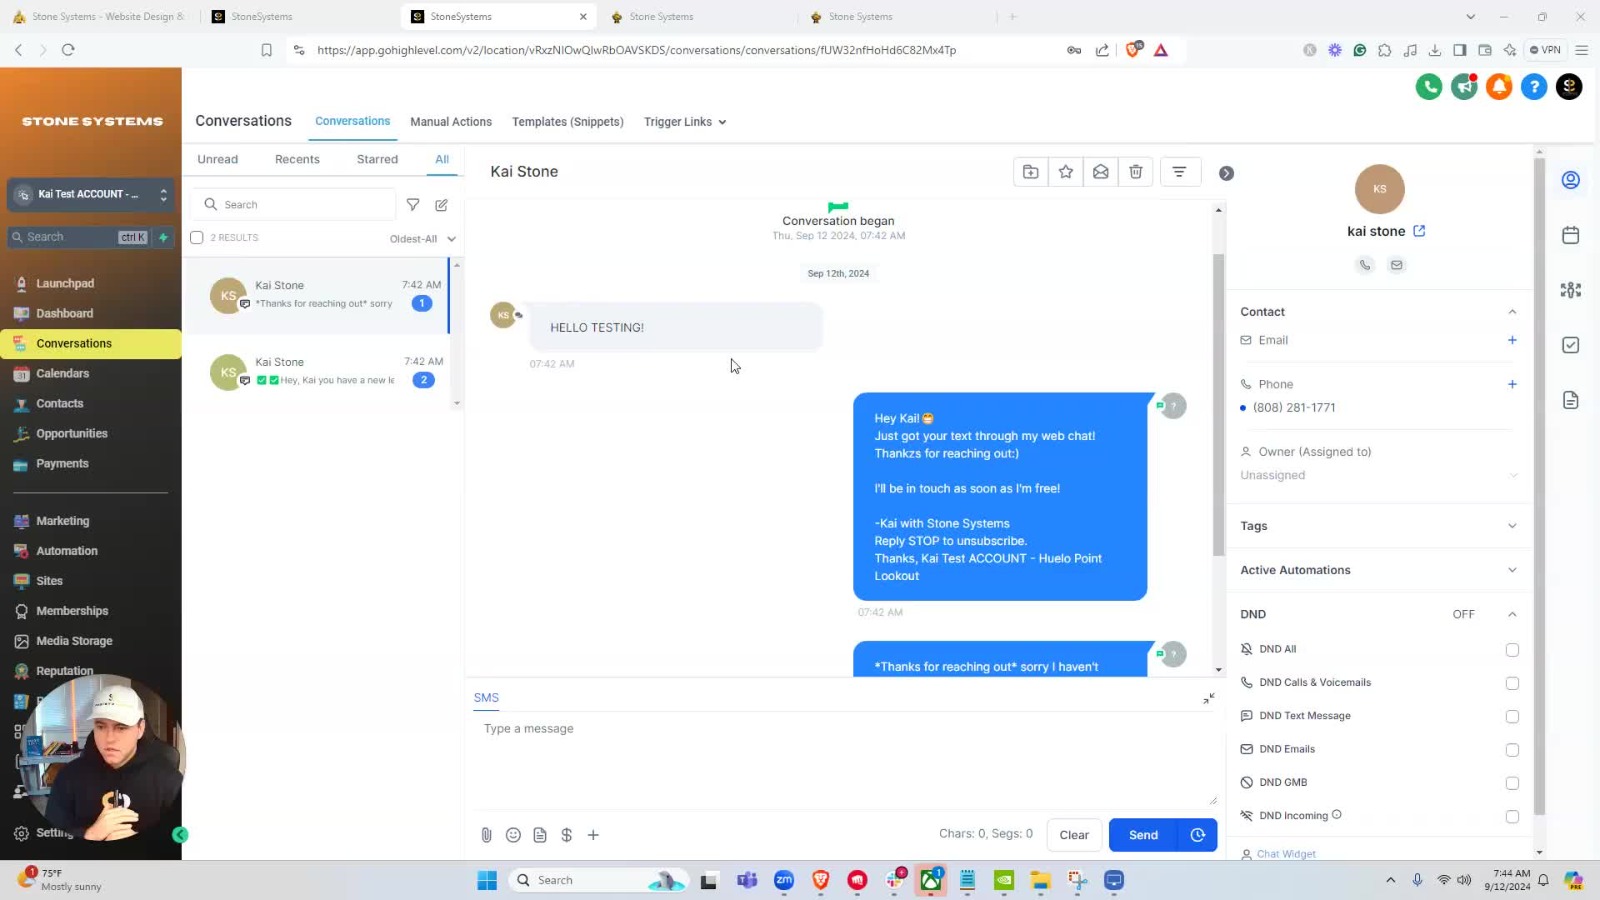 Stone Systems - Website Design &
StoneSystems
StoneSystems
Stone Systems
Stone Systems
https://app.gohighlevel.com/v2/location/vRxzNIOwQIwRbOAVSKDS/conversations/conversations/fUW32nfHoHd6C82Mx4Tp
VPN
STONE SYSTEMS
Kai Test ACCOUNT - ...
Search
ctrl K
Launchpad
Dashboard
Conversations
Calendars
Contacts
Opportunities
Payments
Marketing
Automation
Sites
Memberships
Media Storage
Reputation
Conversations
Conversations
Manual Actions
Templates (Snippets)
Trigger Links
Unread
Recents
Starred
All
Search
2 RESULTS
Oldest-All
KS
Kai Stone
7:42 AM
*Thanks for reaching out* sorry
1
KS
Kai Stone
7:42 AM
Hey, Kai you have a new le
2
Kai Stone
Conversation began
Thu, Sep 12 2024, 07:42 AM
Sep 12th, 2024
KS
HELLO TESTING!
07:42 AM
Hey Kai!😁
Just got your text through my web chat!
Thankzs for reaching out:)
I'll be in touch as soon as I'm free!
-Kai with Stone Systems
Reply STOP to unsubscribe.
Thanks, Kai Test ACCOUNT - Huelo Point
Lookout
?
07:42 AM
*Thanks for reaching out* sorry I haven't
?
SMS
Type a message
Chars: 0, Segs: 0
Clear
Send
KS
kai stone
Contact
Email
Phone
(808) 281-1771
Owner (Assigned to)
Unassigned
Tags
Active Automations
DND
OFF
DND All
DND Calls & Voicemails
DND Text Message
DND Emails
DND GMB
DND Incoming
Chat Widget
1
75°F
Mostly sunny
Search
zm
1
7:44 AM
9/12/2024
PRE